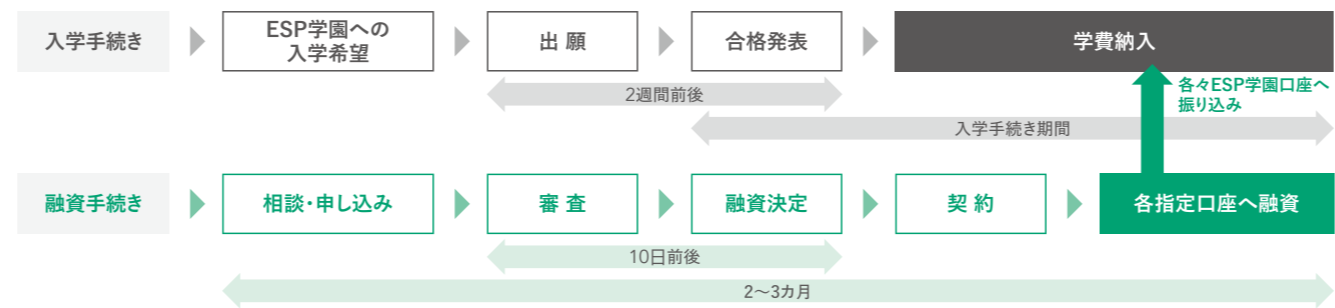 入学手続き
ESP学園への
入学希望
出 願
合格発表
学費納入
2週間前後
各々ESP学園口座へ
振り込み
入学手続き期間
融資手続き
相談・申し込み
審 査
融資決定
契 約
各指定口座へ融資
10日前後
2〜3カ月